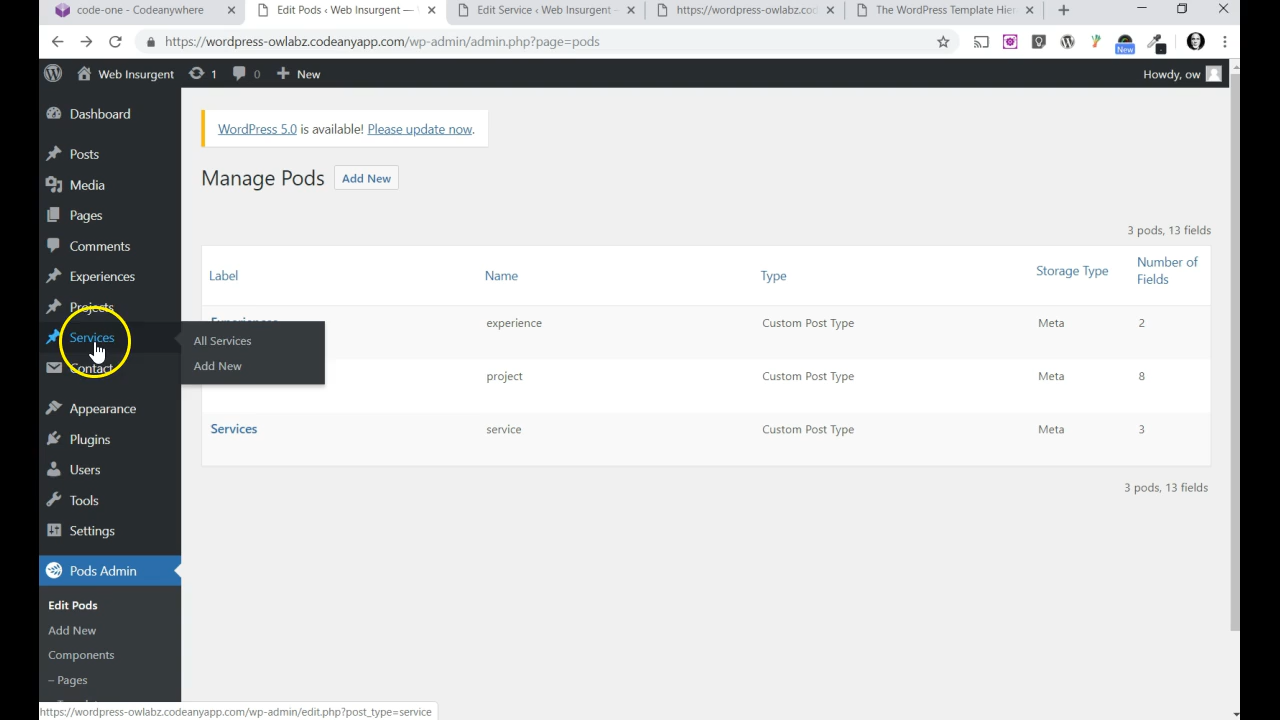 code-one - Codeanywhere
Edit Pods ‹ Web Insurgent —
Edit Service ‹ Web Insurgent –
https://wordpress-owlabz.cod
The WordPress Template Hier
https://wordpress-owlabz.codeanyapp.com/wp-admin/admin.php?page=pods
New
Web Insurgent
1
0
New
Howdy, ow
Dashboard
Posts
Media
Pages
Comments
Experiences
Projects
Services
Contact
Appearance
Plugins
Users
Tools
Settings
Pods Admin
Edit Pods
Add New
Components
– Pages
All Services
Add New
WordPress 5.0 is available! Please update now.
Manage Pods Add New
3 pods, 13 fields
Label Name Type Storage Type Number of
Fields
Experiences experience Custom Post Type Meta 2
project Custom Post Type Meta 8
Services service Custom Post Type Meta 3
3 pods, 13 fields
https://wordpress-owlabz.codeanyapp.com/wp-admin/edit.php?post_type=service